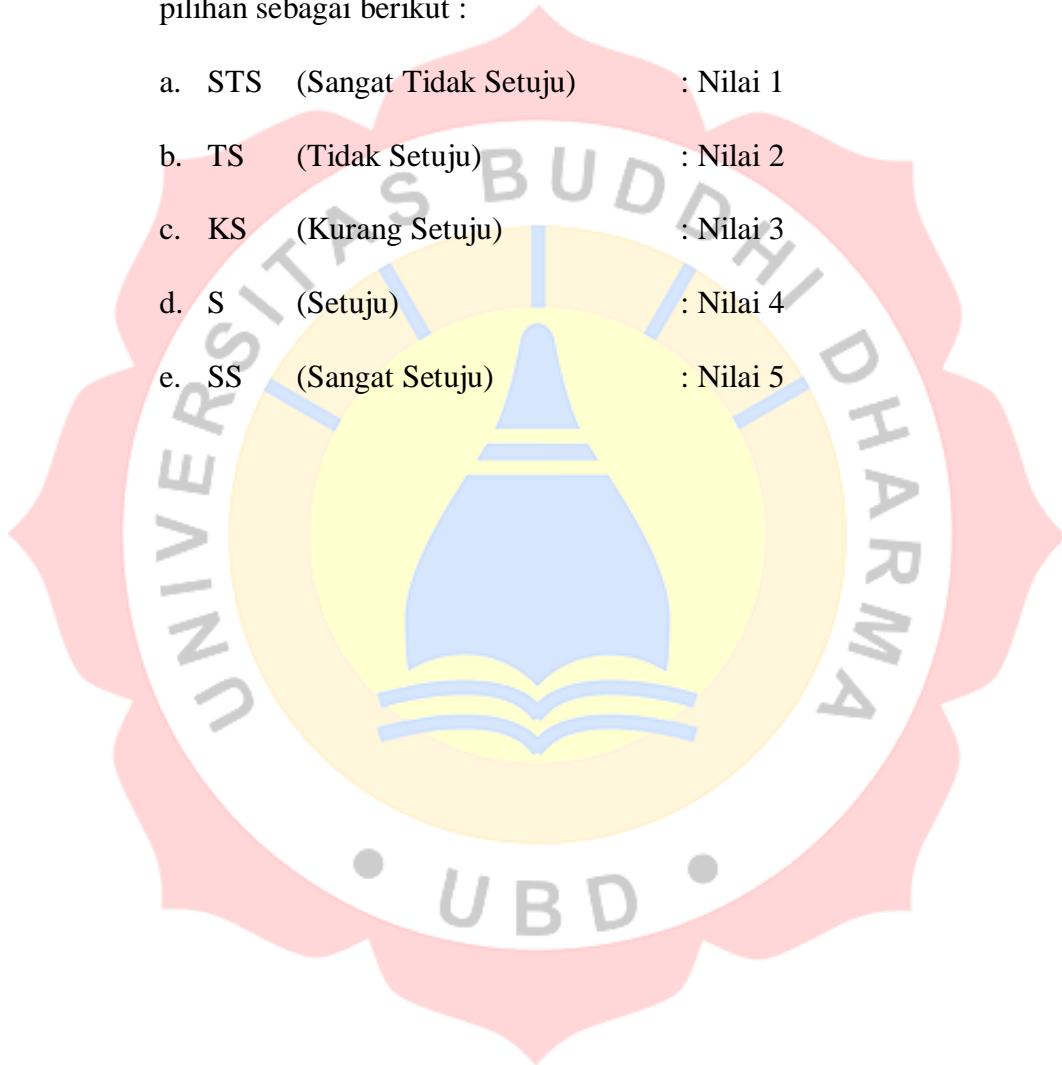 pilihan sebagai berikut :
a. STS (Sangat Tidak Setuju) : Nilai 1
b. TS (Tidak Setuju) : Nilai 2
c. KS (Kurang Setuju) : Nilai 3
d. S (Setuju) : Nilai 4
e. SS (Sangat Setuju) : Nilai 5
UNIVERSITAS BUDDHI DHARMA
• UBD •